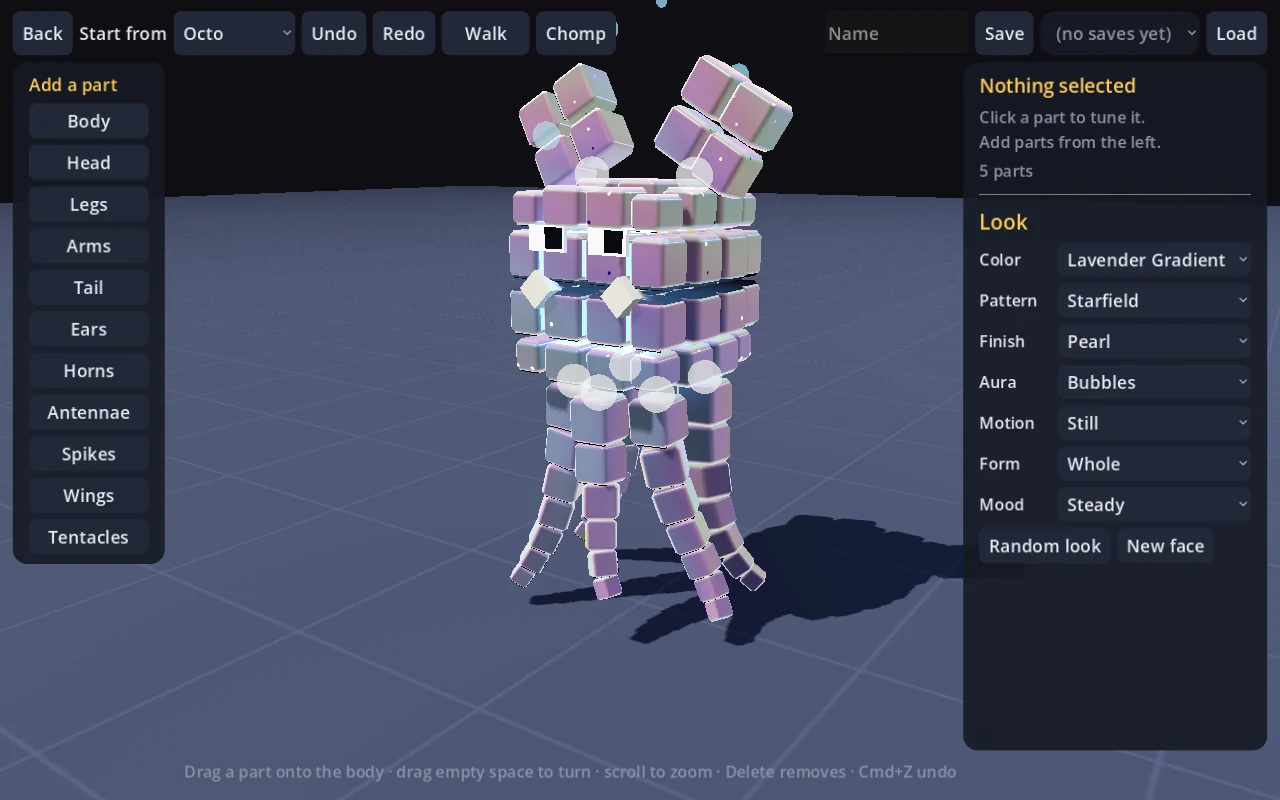 Back Start from Octo Undo Redo Walk Chomp Name Save (no saves yet) Load
Add a part
Body
Head
Legs
Arms
Tail
Ears
Horns
Antennae
Spikes
Wings
Tentacles
Nothing selected
Click a part to tune it.
Add parts from the left.
5 parts
Look
Color Lavender Gradient
Pattern Starfield
Finish Pearl
Aura Bubbles
Motion Still
Form Whole
Mood Steady
Random look New face
Drag a part onto the body · drag empty space to turn · scroll to zoom · Delete removes · Cmd+Z undo